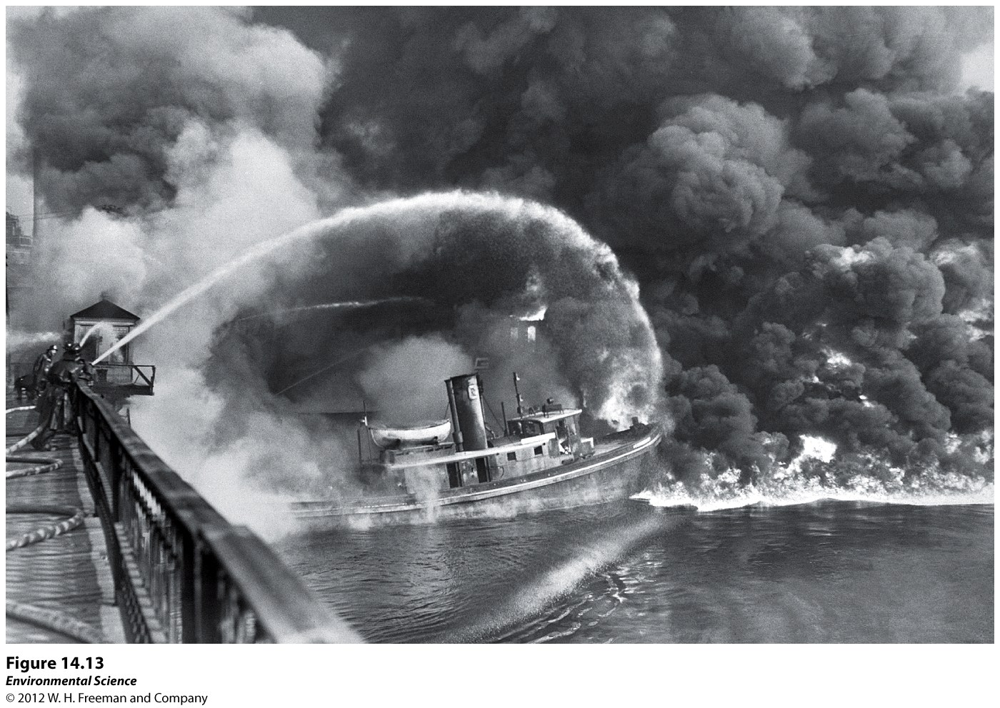 Figure 14.13
Environmental Science
© 2012 W. H. Freeman and Company